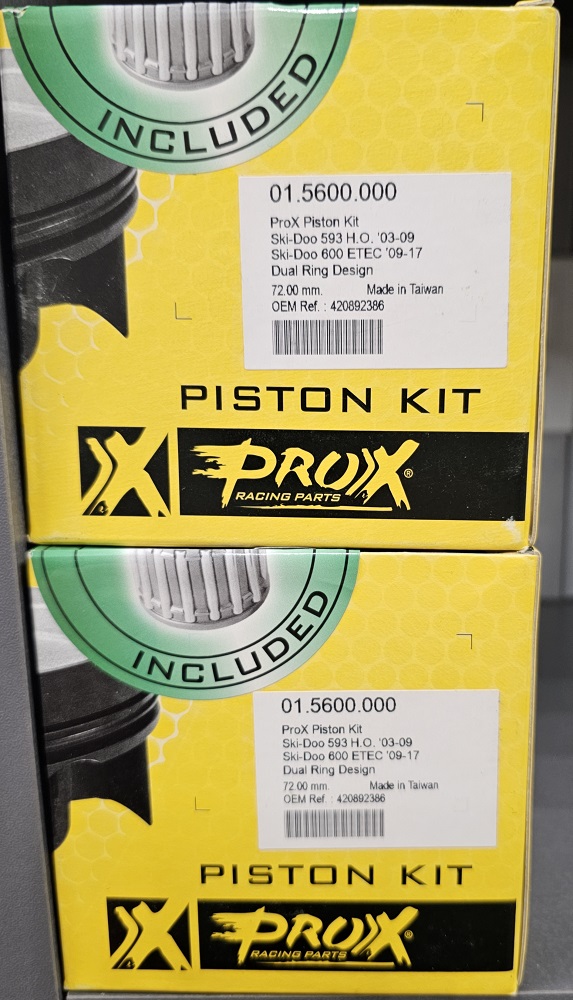 INCLUDED
01.5600.000
ProX Piston Kit
Ski-Doo 593 H.O. '03-09
Ski-Doo 600 ETEC '09-17
Dual Ring Design
72.00 mm. Made in Taiwan
OEM Ref. : 420892386
PISTON KIT
X PROX®
RACING PARTS
INCLUDED
01.5600.000
ProX Piston Kit
Ski-Doo 593 H.O. '03-09
Ski-Doo 600 ETEC '09-17
Dual Ring Design
72.00 mm. Made in Taiwan
OEM Ref. : 420892386
PISTON KIT
X PROX®
RACING PARTS